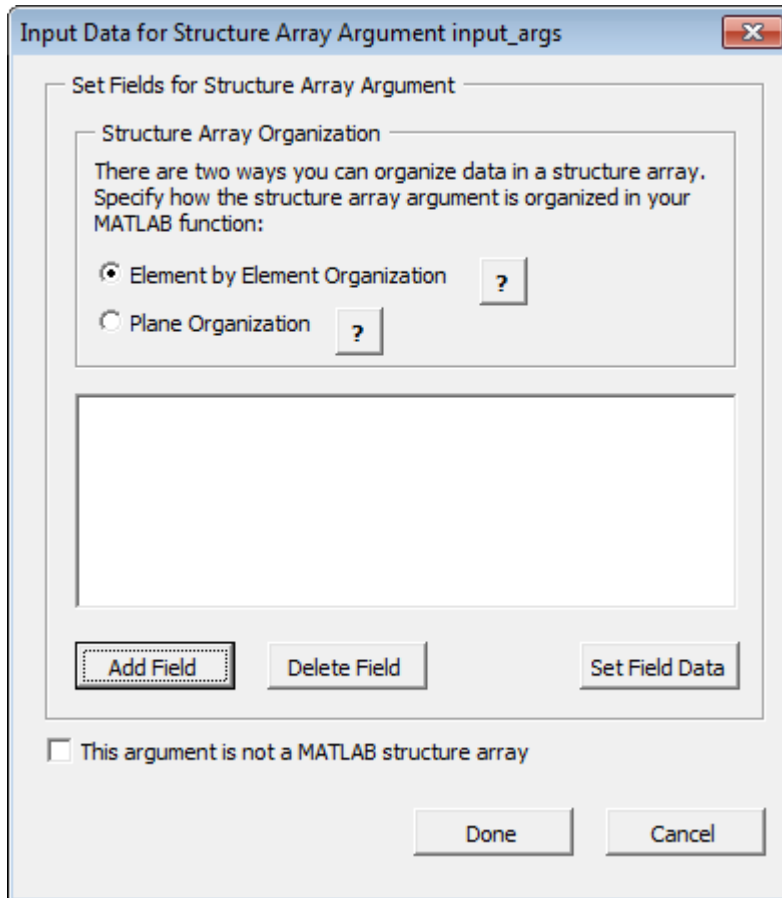 Input Data for Structure Array Argument input_args
Set Fields for Structure Array Argument
Structure Array Organization
There are two ways you can organize data in a structure array.
Specify how the structure array argument is organized in your
MATLAB function:
Element by Element Organization ?
Plane Organization ?
Add Field Delete Field Set Field Data
This argument is not a MATLAB structure array
Done Cancel